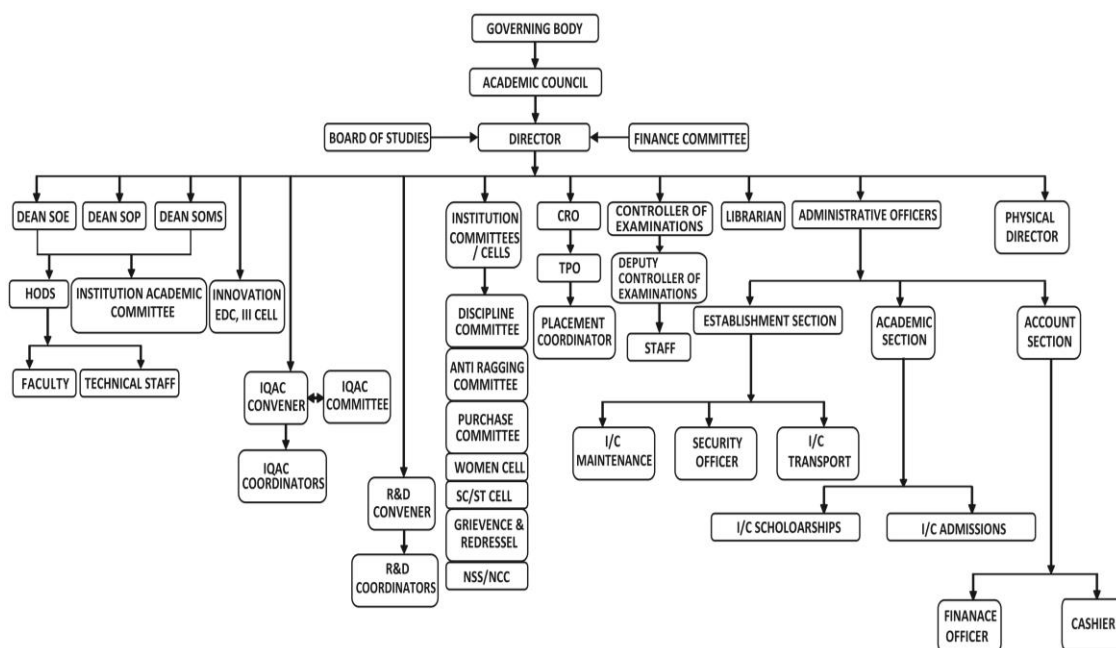 GOVERNING BODY
ACADEMIC COUNCIL
BOARD OF STUDIES
DIRECTOR
FINANCE COMMITTEE
DEAN SOE
DEAN SOP
DEAN SOMS
INSTITUTION
COMMITTEES
/ CELLS
CRO
CONTROLLER OF
EXAMINATIONS
LIBRARIAN
ADMINISTRATIVE OFFICERS
PHYSICAL
DIRECTOR
HODS
INSTITUTION ACADEMIC
COMMITTEE
INNOVATION
EDC, III CELL
TPO
DEPUTY
CONTROLLER OF
EXAMINATIONS
DISCIPLINE
COMMITTEE
PLACEMENT
COORDINATOR
STAFF
ESTABLISHMENT SECTION
ACADEMIC
SECTION
ACCOUNT
SECTION
FACULTY
TECHNICAL STAFF
IQAC
CONVENER
IQAC
COMMITTEE
ANTI RAGGING
COMMITTEE
PURCHASE
COMMITTEE
I/C
MAINTENANCE
SECURITY
OFFICER
I/C
TRANSPORT
IQAC
COORDINATORS
WOMEN CELL
SC/ST CELL
R&D
CONVENER
GRIEVENCE &
REDRESSEL
I/C SCHOLOARSHIPS
I/C ADMISSIONS
R&D
COORDINATORS
NSS/NCC
FINANACE
OFFICER
CASHIER